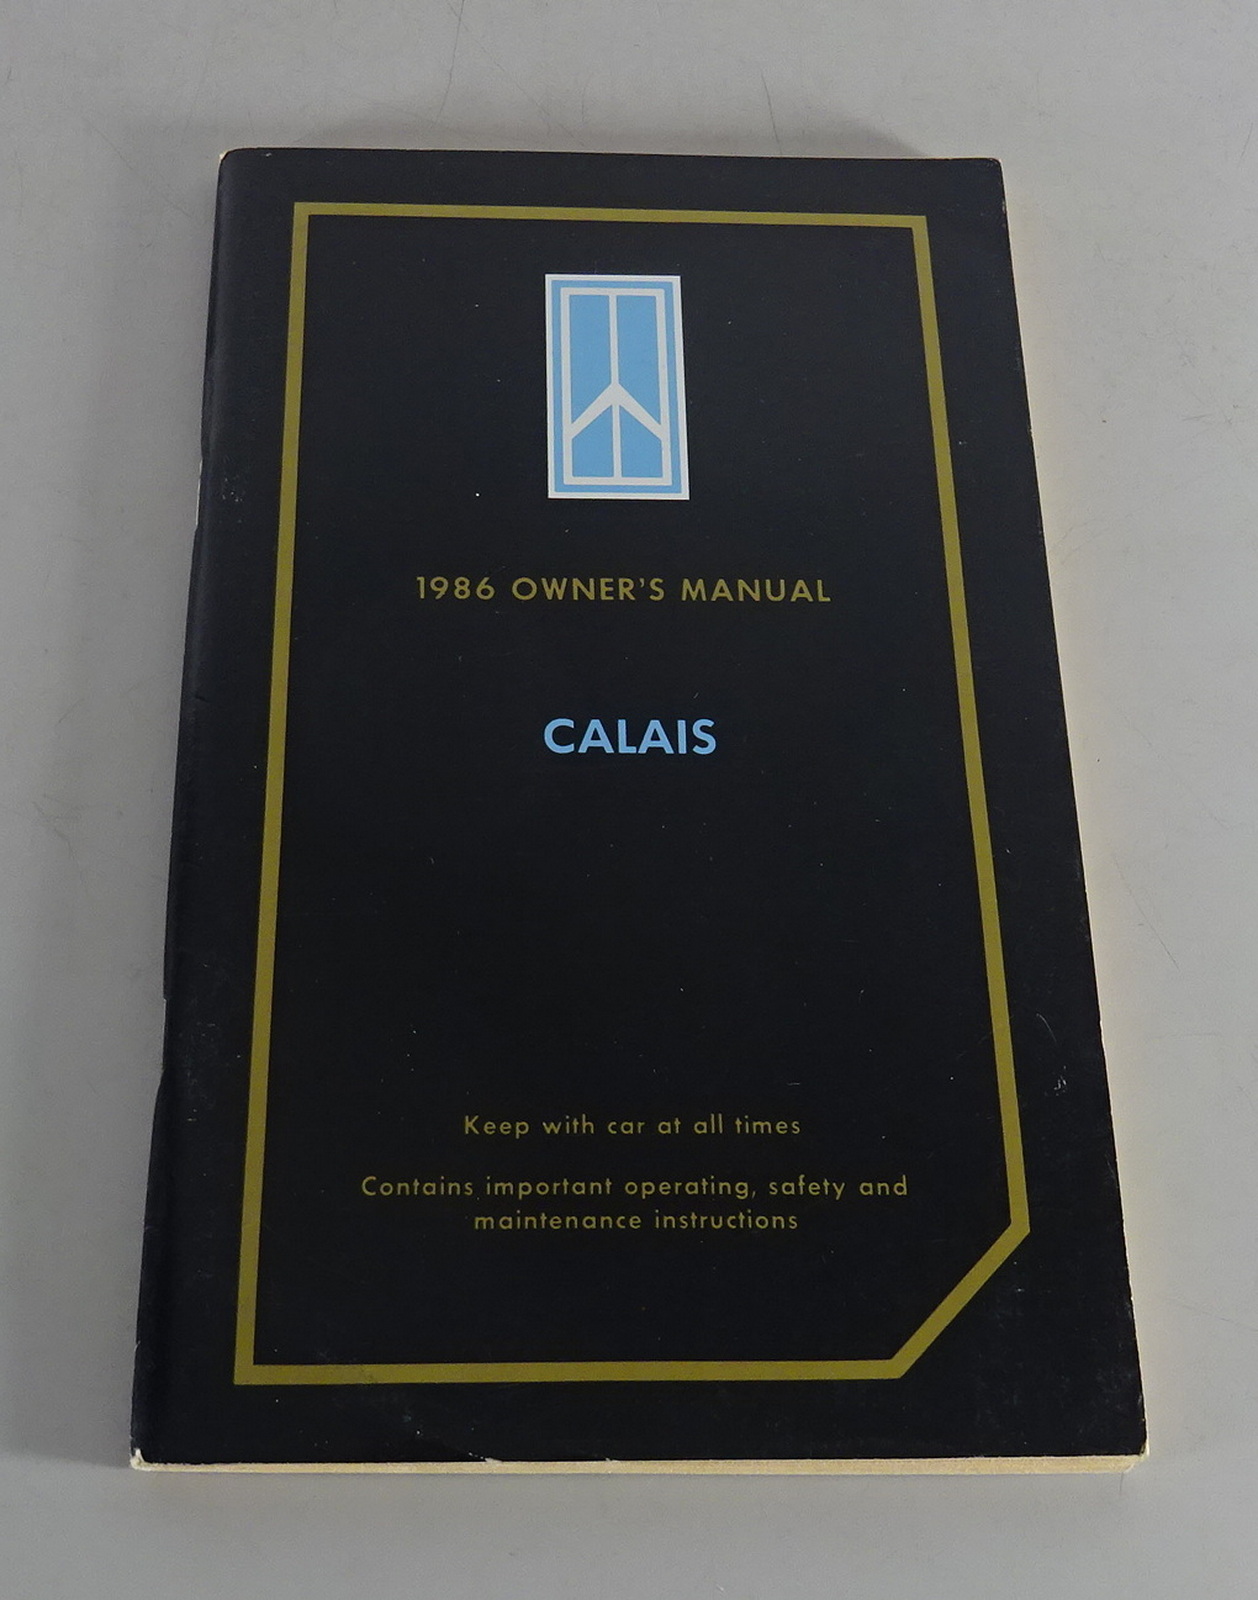 1986 OWNER'S MANUAL
CALAIS
Keep with car at all times
Contains important operating, safety and
maintenance instructions